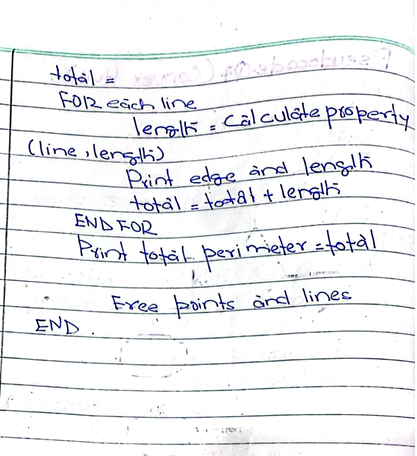 total =
FOR each line
length = Calculate property
(line, length)
Print edge and length
total = total + length
END FOR
Print total perimeter = total
Free points and lines
END.